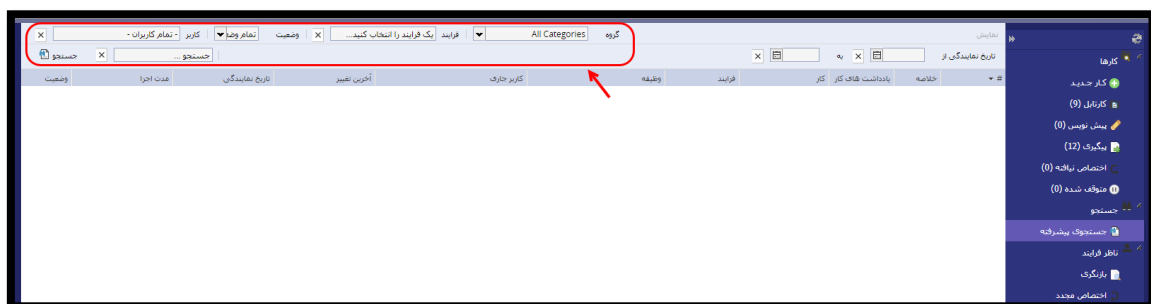 نمایش گروه All Categories فرایند یک فرایند را انتخاب کنید... وضعیت تمام وضـ کاربر - تمام کاربران -
تاریخ نمایندگی از به جستجو ... جستجو
# خلاصه یادداشت های کار کار فرایند وظیفه کاربر جاری آخرین تغییر تاریخ نمایندگی مدت اجرا وضعیت
کارها
کار جدید
کارتابل (9)
پیش نویس (0)
پیگیری (12)
اختصاص نیافته (0)
متوقف شده (0)
جستجو
جستجوی پیشرفته
ناظر فرایند
بازنگری
اختصاص مجدد